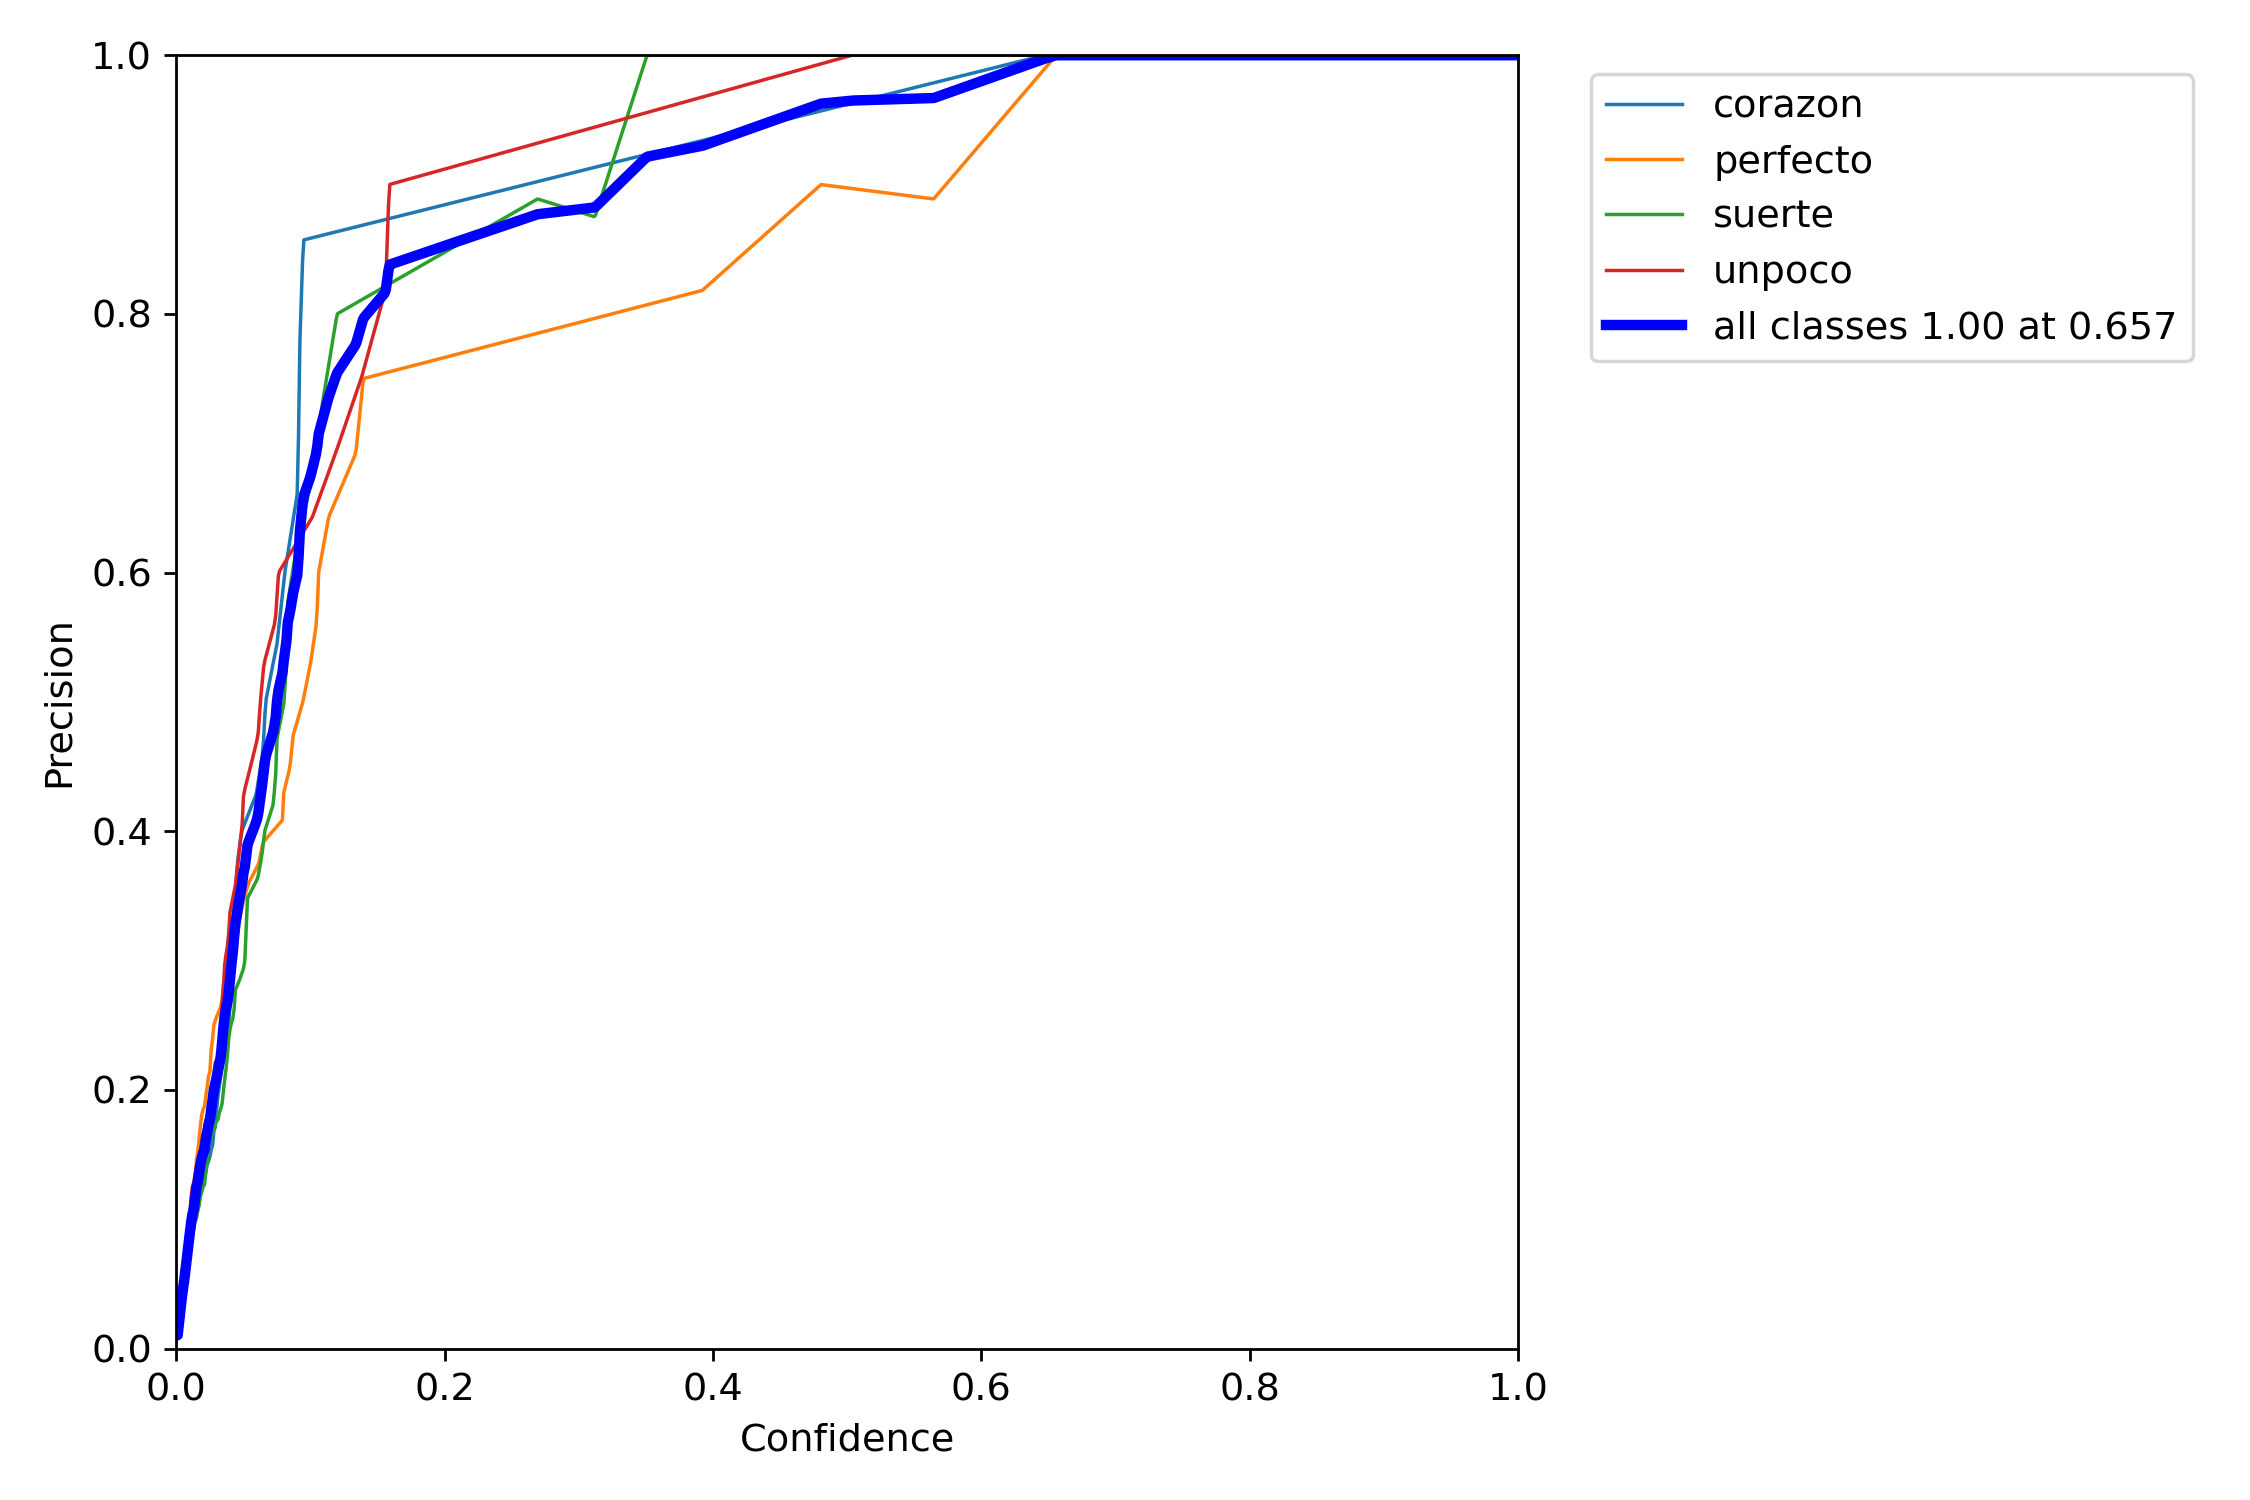 1.0
0.8
0.6
0.4
0.2
0.0
Precision
0.0 0.2 0.4 0.6 0.8 1.0
Confidence
corazon
perfecto
suerte
unpoco
all classes 1.00 at 0.657